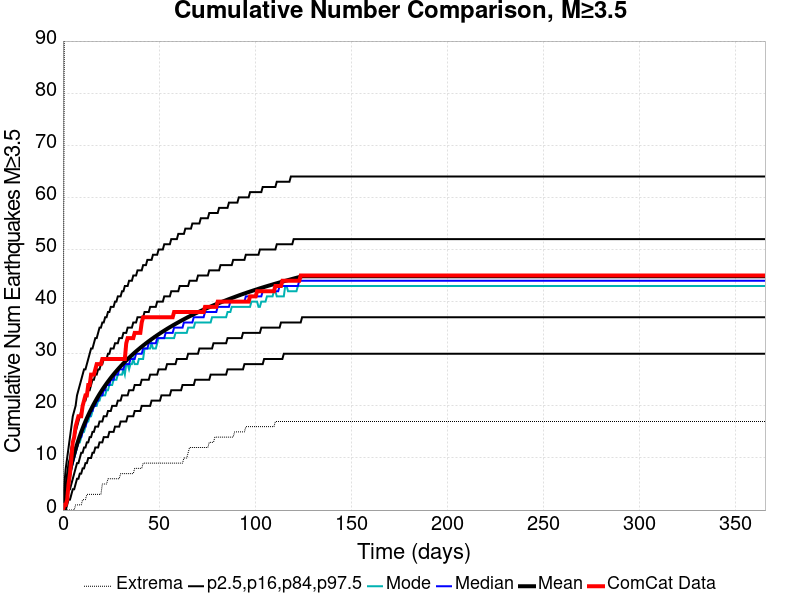 Cumulative Number Comparison, M≥3.5
Cumulative Num Earthquakes M≥3.5
90
80
70
60
50
40
30
20
10
0
0 50 100 150 200 250 300 350
Time (days)
Extrema p2.5,p16,p84,p97.5 Mode Median Mean ComCat Data